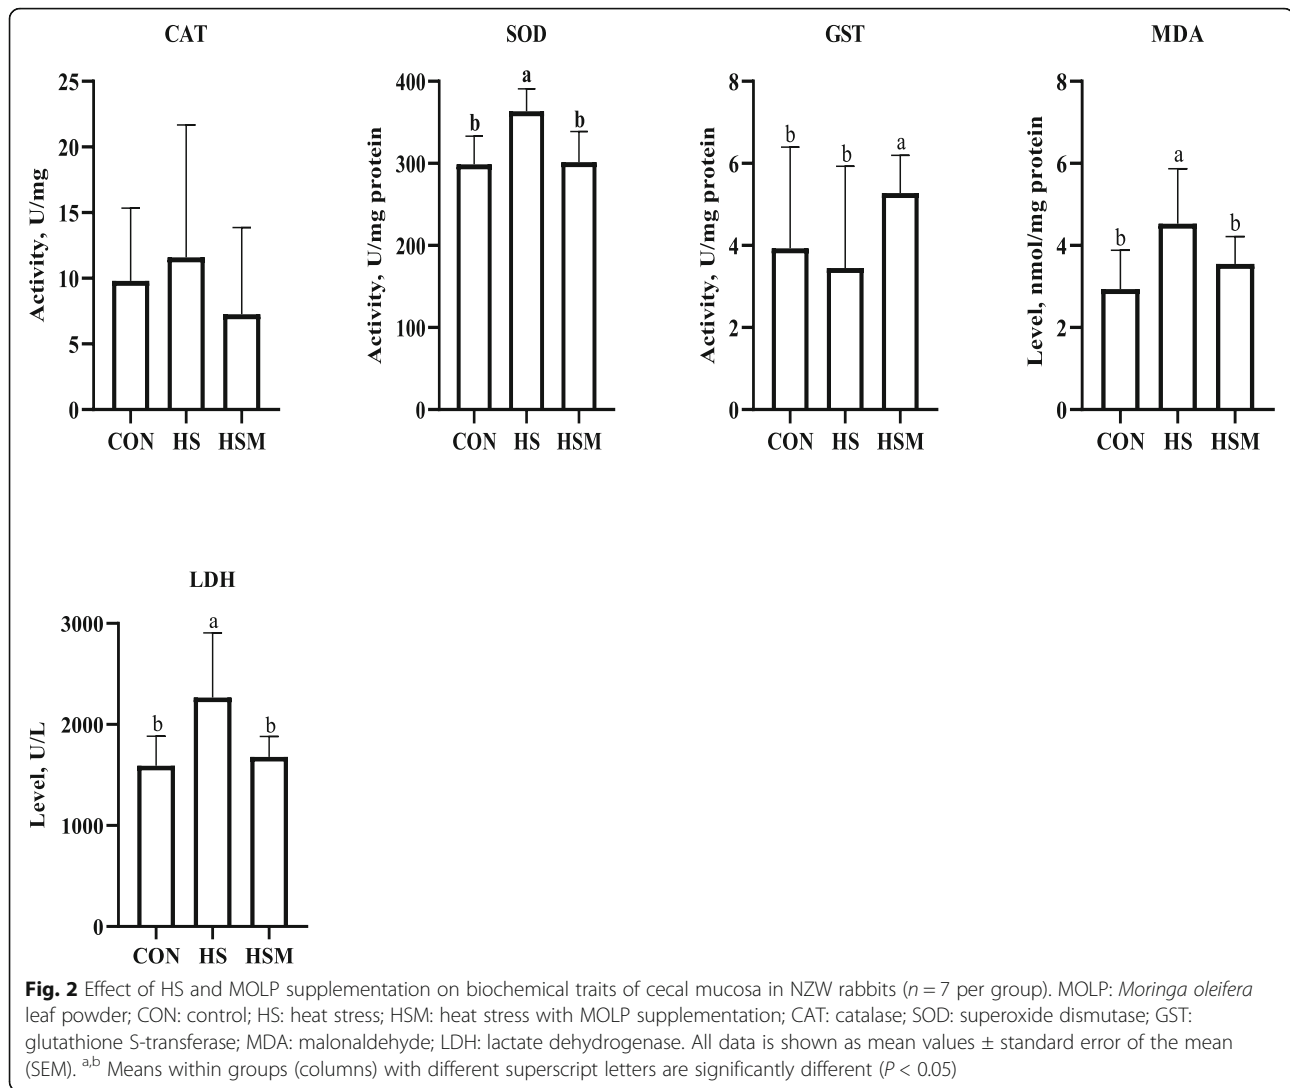 CAT
SOD
GST
MDA
25
20
15
10
5
0
Activity, U/mg
CON HS HSM
400
300
200
100
0
Activity, U/mg protein
b
a
b
CON HS HSM
8
6
4
2
0
Activity, U/mg protein
b
b
a
CON HS HSM
8
6
4
2
0
Level, nmol/mg protein
b
a
b
CON HS HSM
LDH
3000
2000
1000
0
Level, U/L
b
a
b
CON HS HSM
Fig. 2 Effect of HS and MOLP supplementation on biochemical traits of cecal mucosa in NZW rabbits (n = 7 per group). MOLP: Moringa oleifera
leaf powder; CON: control; HS: heat stress; HSM: heat stress with MOLP supplementation; CAT: catalase; SOD: superoxide dismutase; GST:
glutathione S-transferase; MDA: malonaldehyde; LDH: lactate dehydrogenase. All data is shown as mean values ± standard error of the mean
(SEM). a,b Means within groups (columns) with different superscript letters are significantly different (P < 0.05)